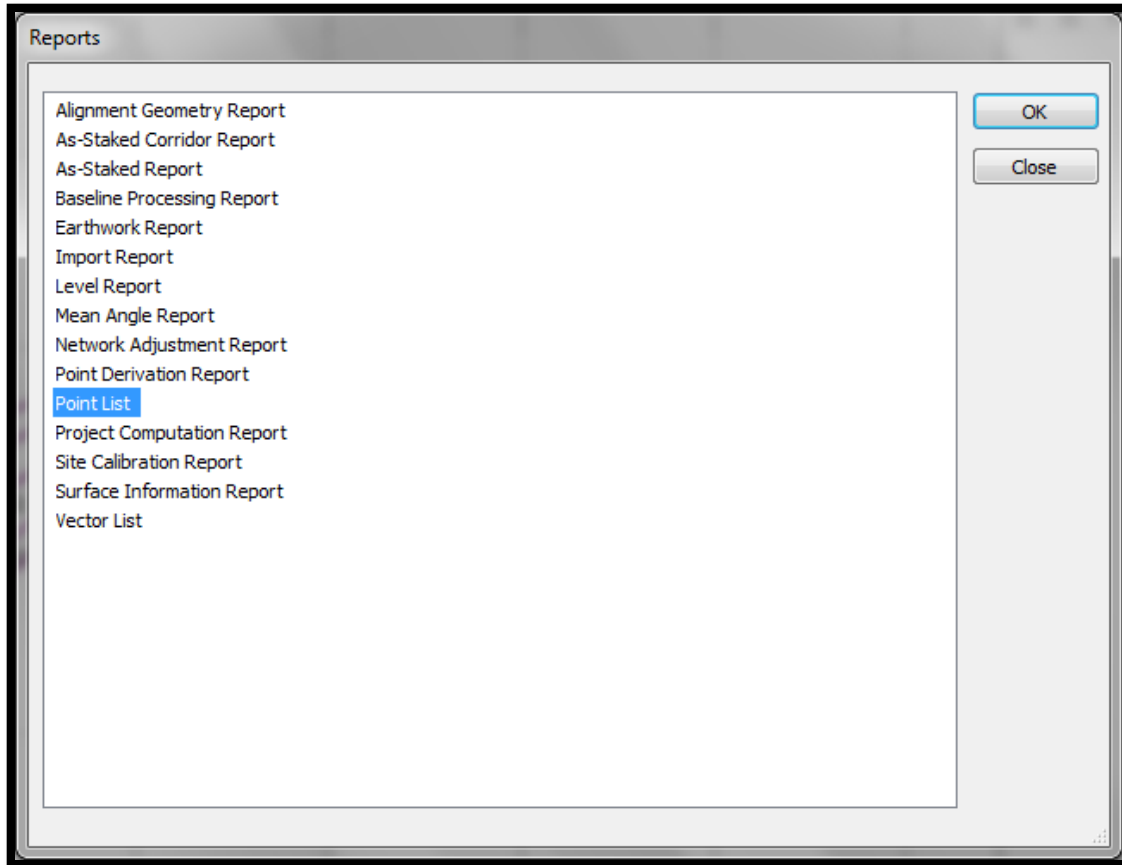 Reports
Alignment Geometry Report
As-Staked Corridor Report
As-Staked Report
Baseline Processing Report
Earthwork Report
Import Report
Level Report
Mean Angle Report
Network Adjustment Report
Point Derivation Report
Point List
Project Computation Report
Site Calibration Report
Surface Information Report
Vector List
OK
Close